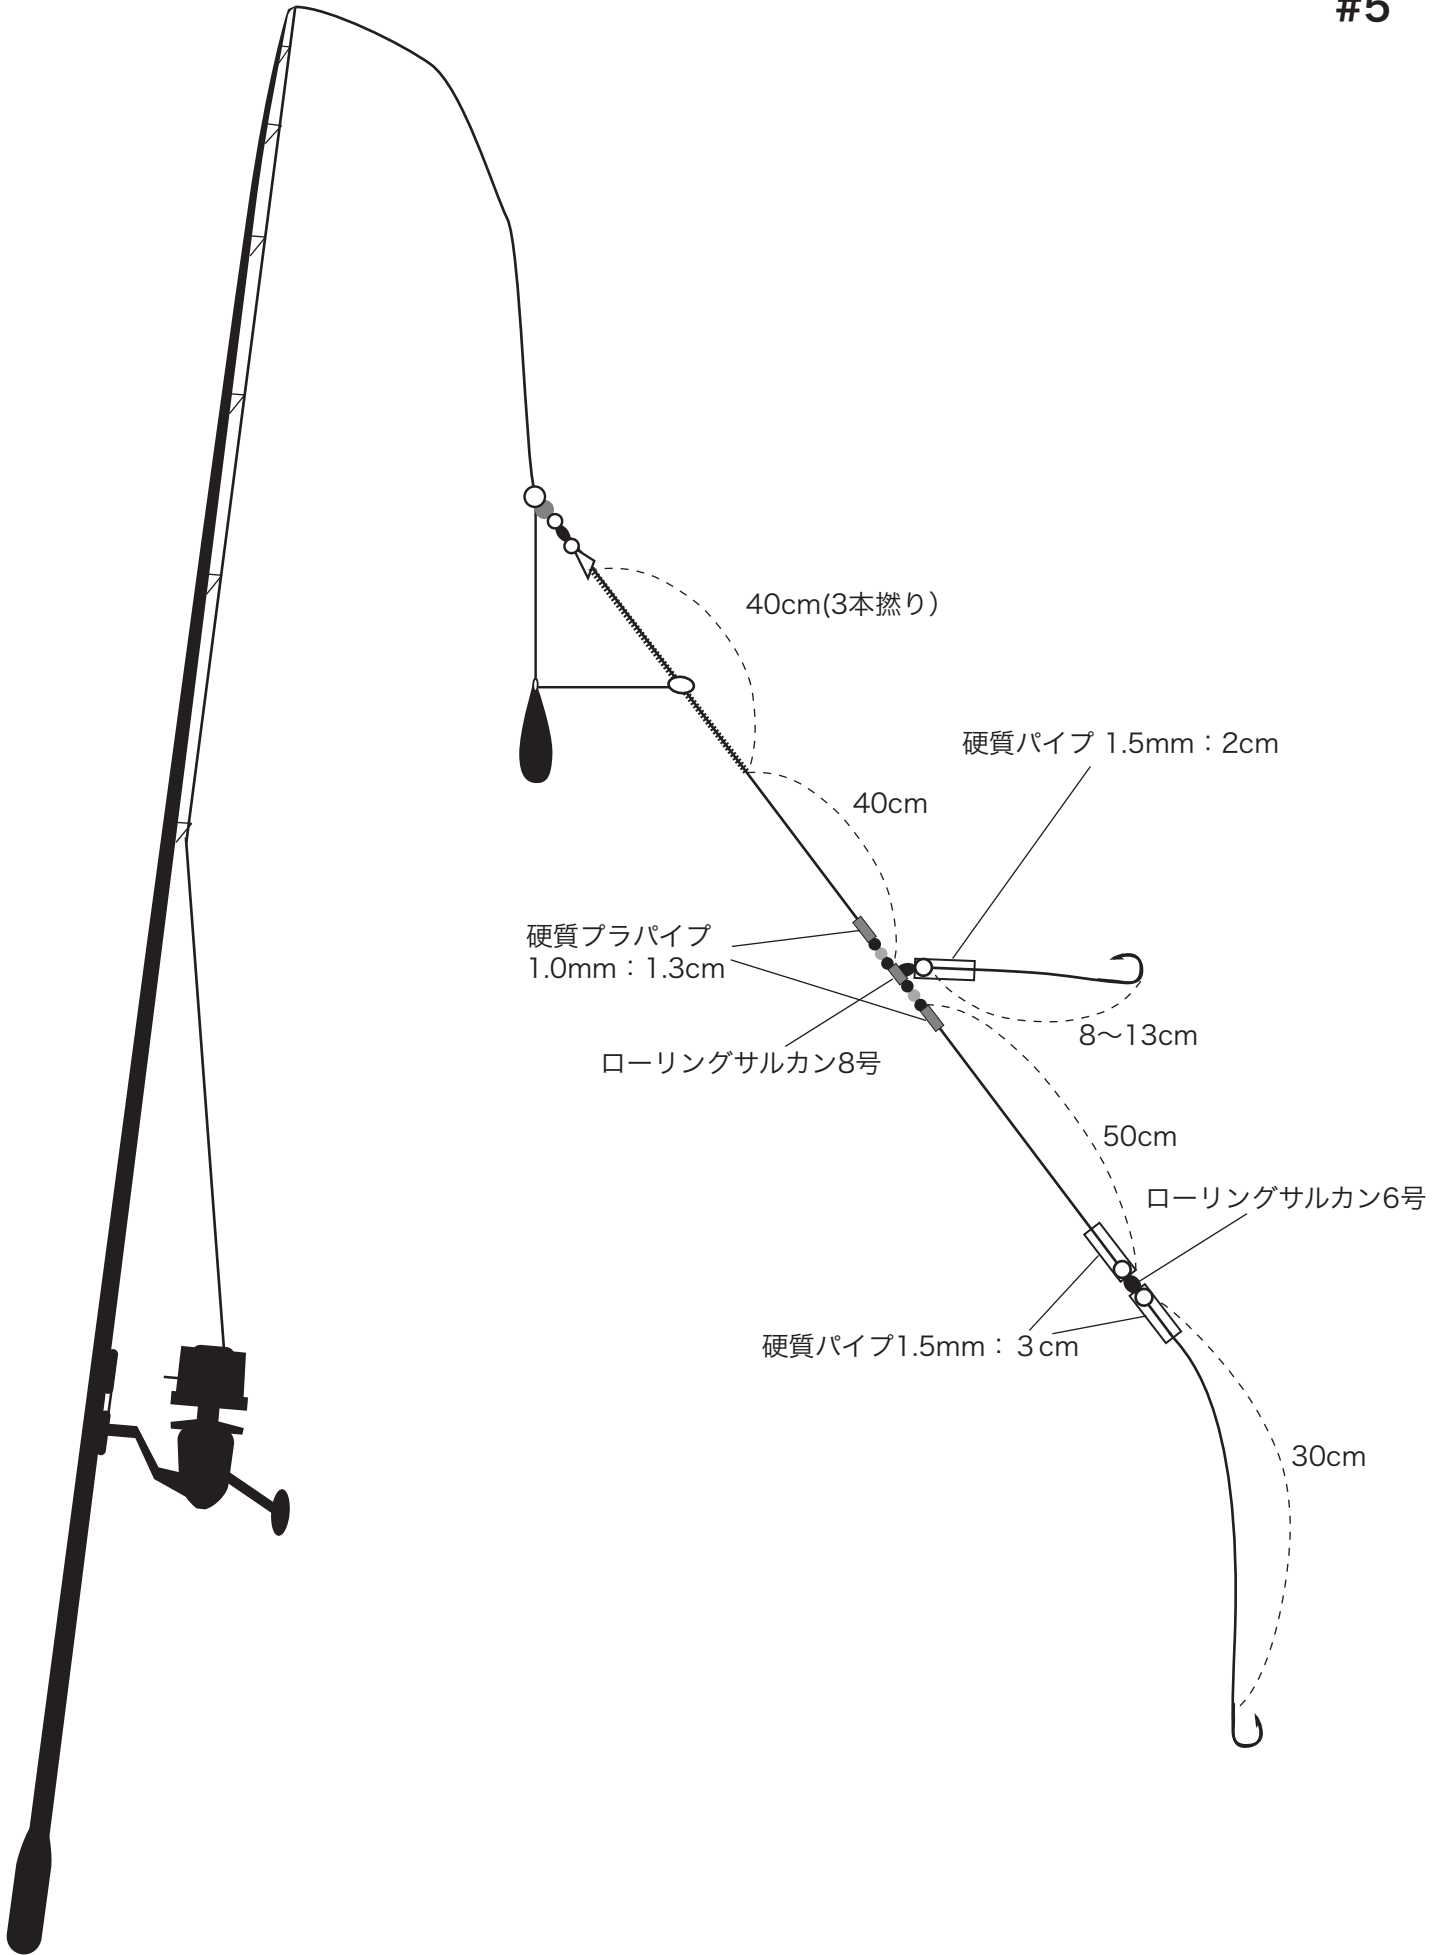 #5
40cm(3本撚り）
硬質パイプ 1.5mm：2cm
40cm
硬質プラパイプ
1.0mm：1.3cm
8〜13cm
ローリングサルカン8号
50cm
ローリングサルカン6号
硬質パイプ1.5mm：３cm
30cm